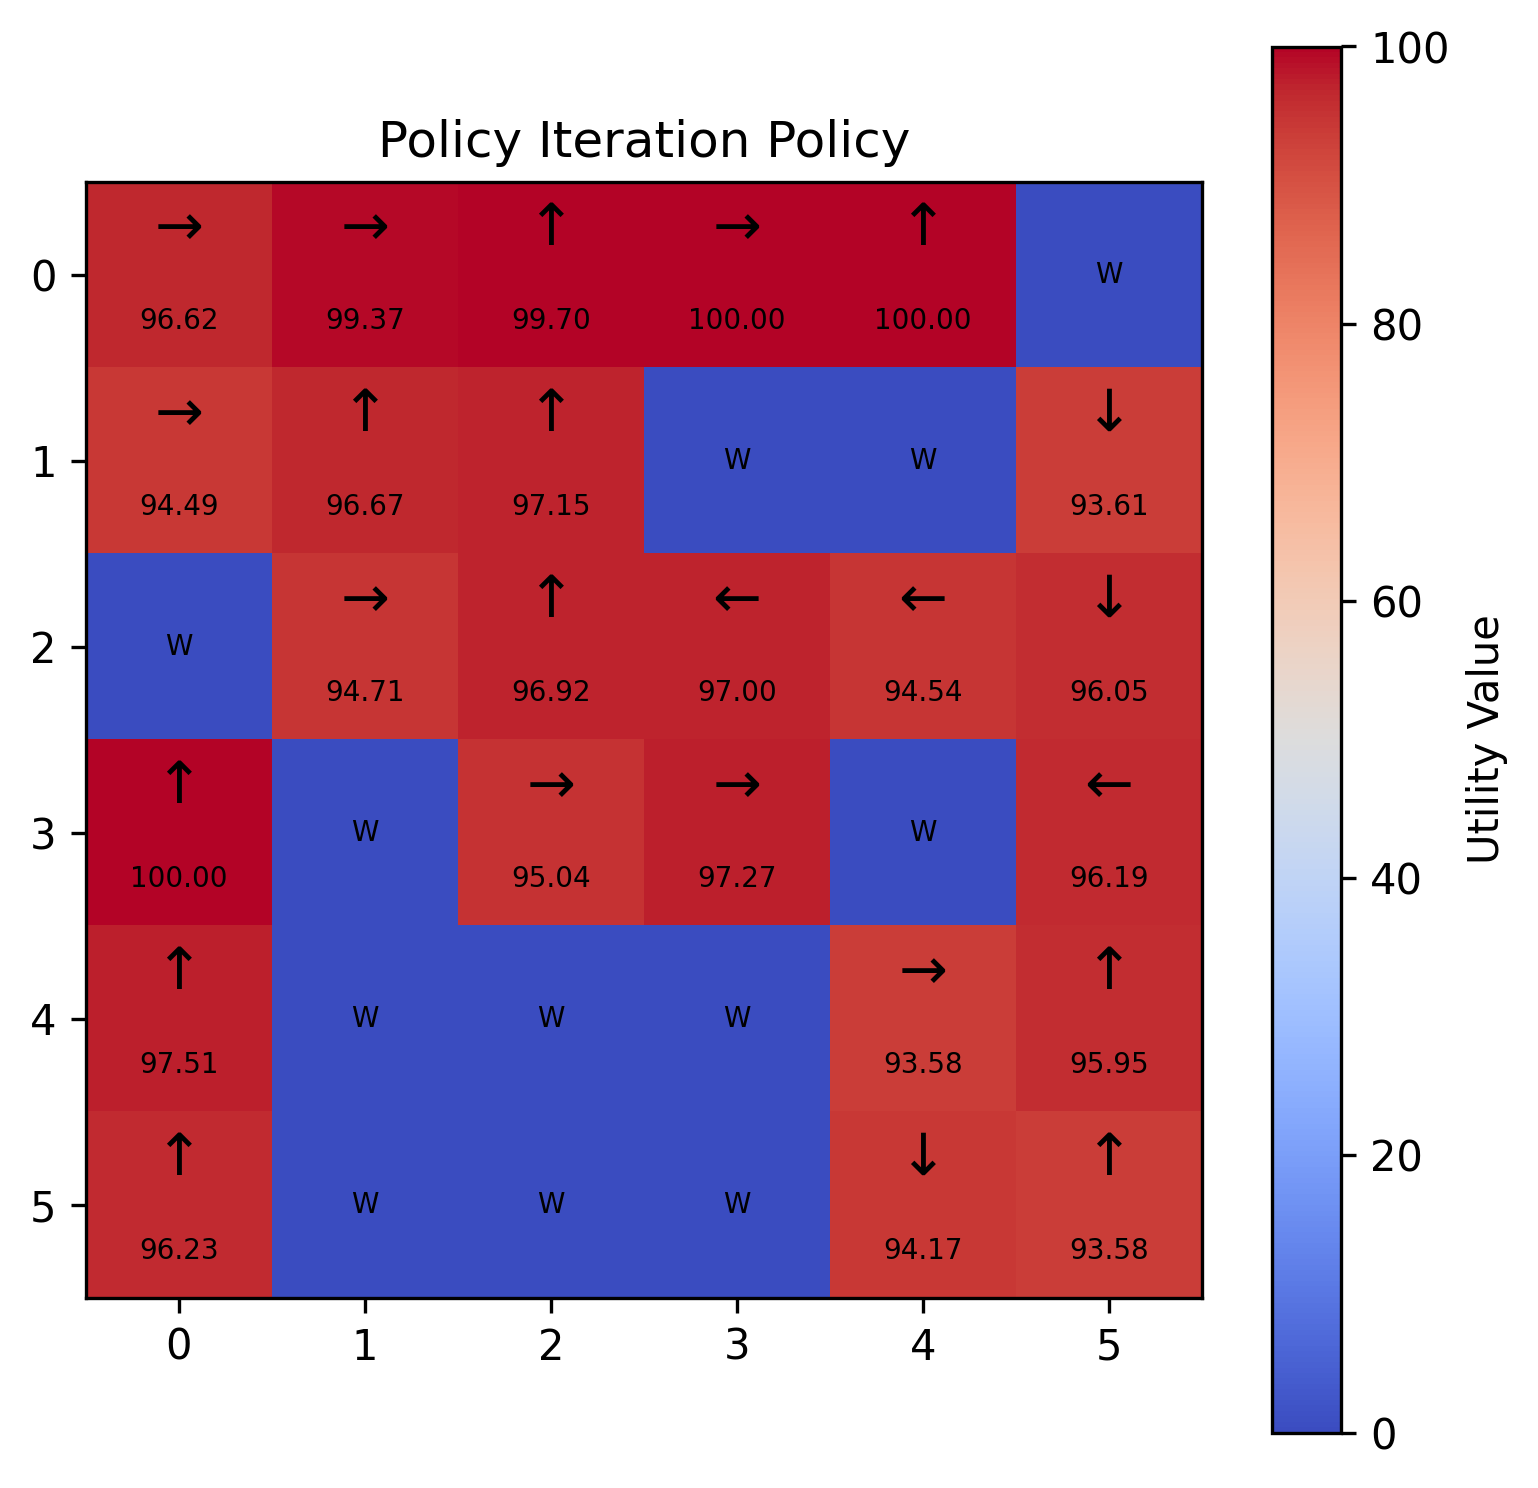 Policy Iteration Policy
0 → 96.62 → 99.37 ↑ 99.70 → 100.00 ↑ 100.00 W
1 → 94.49 ↑ 96.67 ↑ 97.15 W W ↓ 93.61
2 W → 94.71 ↑ 96.92 ← 97.00 ← 94.54 ↓ 96.05
3 ↑ 100.00 W → 95.04 → 97.27 W ← 96.19
4 ↑ 97.51 W W W → 93.58 ↑ 95.95
5 ↑ 96.23 W W W ↓ 94.17 ↑ 93.58
0 1 2 3 4 5
100
80
60
40
20
0
Utility Value